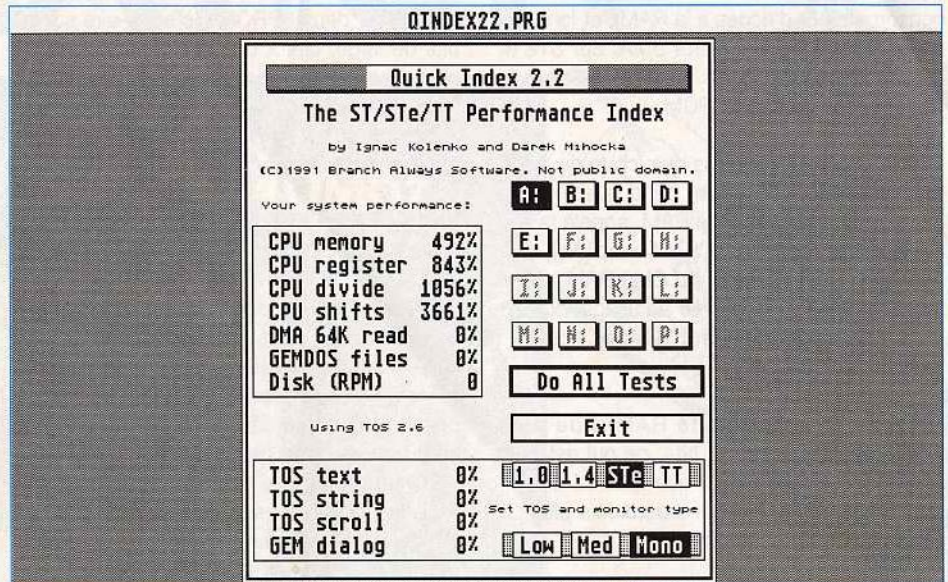 QINDEX22.PRG
Quick Index 2.2
The ST/STe/TT Performance Index
by Ignac Kolenko and Darek Mihocka
(C)1991 Branch Always Software. Not public domain.
Your system performance:
A: B: C: D:
E: F: G: H:
I: J: K: L:
M: N: O: P:
CPU memory 492%
CPU register 843%
CPU divide 1056%
CPU shifts 3661%
DMA 64K read 0%
GEMDOS files 0%
Disk (RPM) 0
Do All Tests
Using TOS 2.6
Exit
TOS text 0%
TOS string 0%
TOS scroll 0%
GEM dialog 0%
1.0 1.4 STe TT
Set TOS and monitor type
Low Med Mono